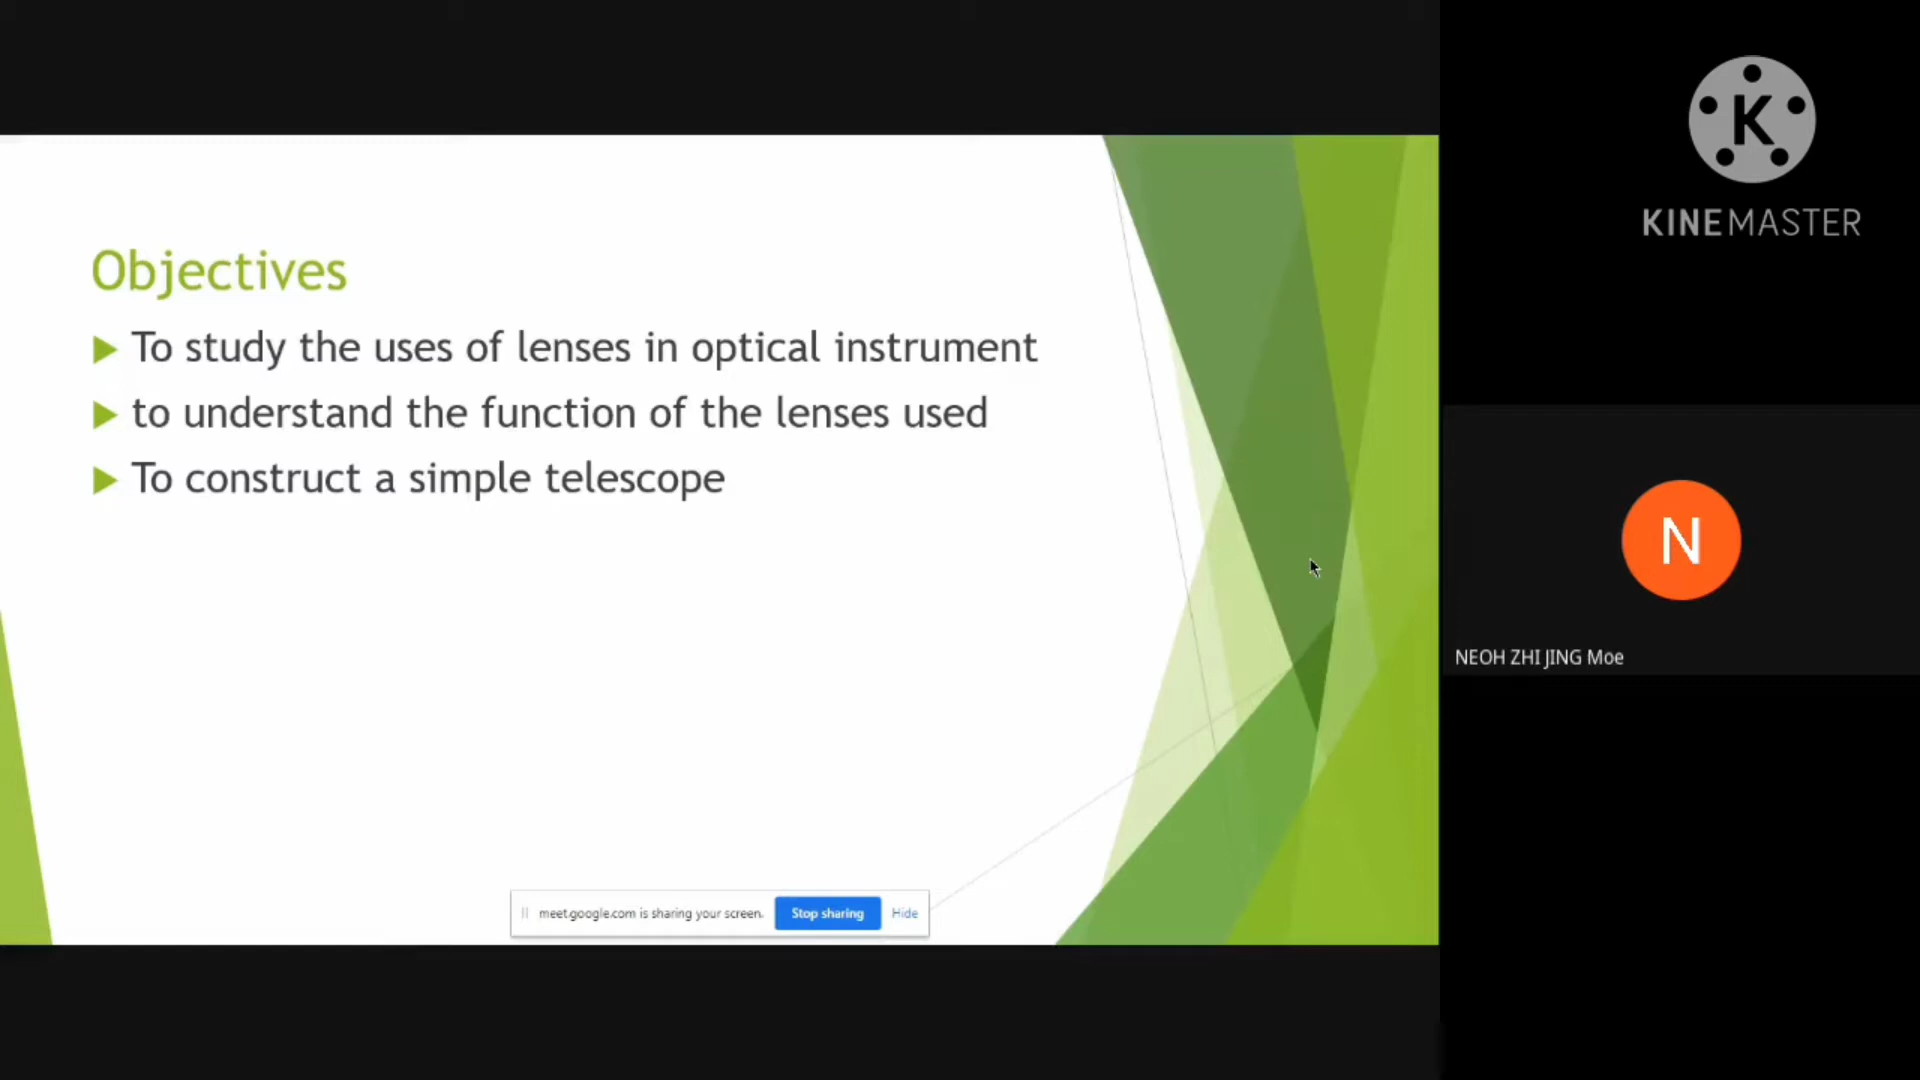 Objectives
To study the uses of lenses in optical instrument
to understand the function of the lenses used
To construct a simple telescope
meet.google.com is sharing your screen. Stop sharing Hide
K
KINEMASTER
N
NEOH ZHI JING Moe